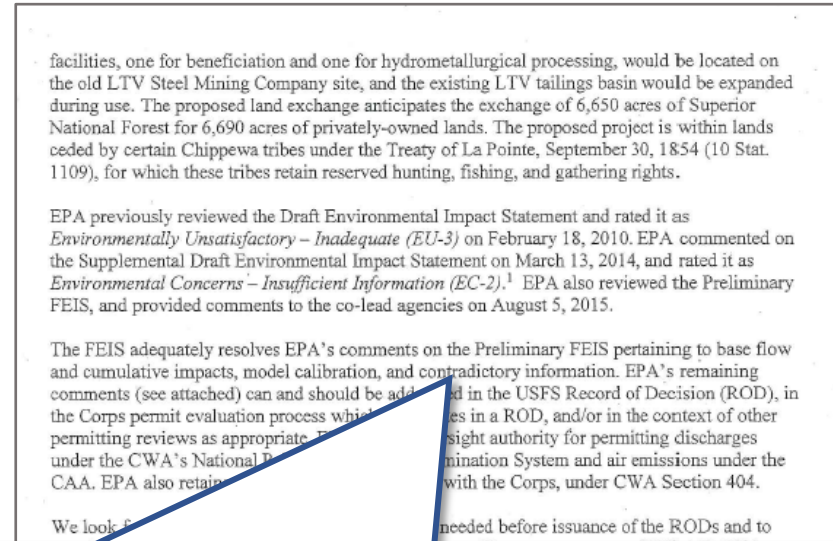 facilities, one for beneficiation and one for hydrometallurgical processing, would be located on
the old LTV Steel Mining Company site, and the existing LTV tailings basin would be expanded
during use. The proposed land exchange anticipates the exchange of 6,650 acres of Superior
National Forest for 6,690 acres of privately-owned lands. The proposed project is within lands
ceded by certain Chippewa tribes under the Treaty of La Pointe, September 30, 1854 (10 Stat.
1109), for which these tribes retain reserved hunting, fishing, and gathering rights.
EPA previously reviewed the Draft Environmental Impact Statement and rated it as
Environmentally Unsatisfactory – Inadequate (EU-3) on February 18, 2010. EPA commented on
the Supplemental Draft Environmental Impact Statement on March 13, 2014, and rated it as
Environmental Concerns – Insufficient Information (EC-2).1 EPA also reviewed the Preliminary
FEIS, and provided comments to the co-lead agencies on August 5, 2015.
The FEIS adequately resolves EPA's comments on the Preliminary FEIS pertaining to base flow
and cumulative impacts, model calibration, and contradictory information. EPA's remaining
comments (see attached) can and should be in the USFS Record of Decision (ROD), in
the Corps permit evaluation process in a ROD, and/or in the context of other
permitting reviews as appropriate authority for permitting discharges
under the CWA's National System and air emissions under the
CAA. EPA also with the Corps, under CWA Section 404.
We look needed before issuance of the RODs and to